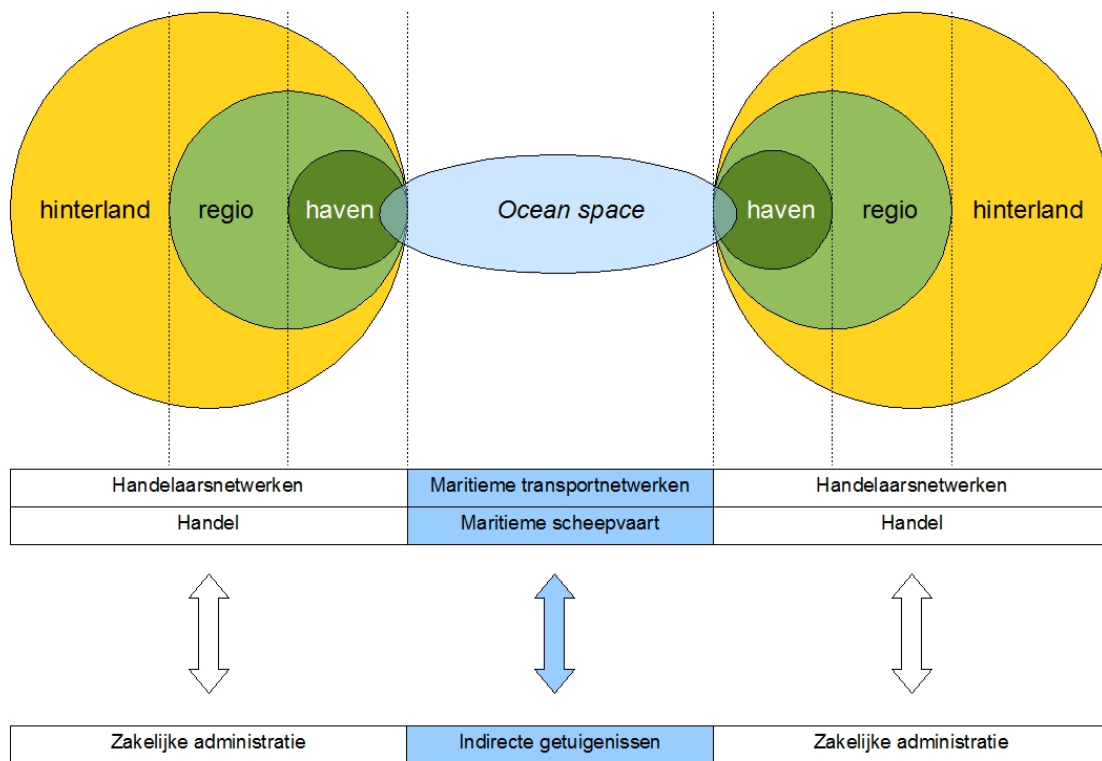 hinterland regio haven Ocean space haven regio hinterland
Handelaarsnetwerken Maritieme transportnetwerken Handelaarsnetwerken
Handel Maritieme scheepvaart Handel
Zakelijke administratie Indirecte getuigenissen Zakelijke administratie